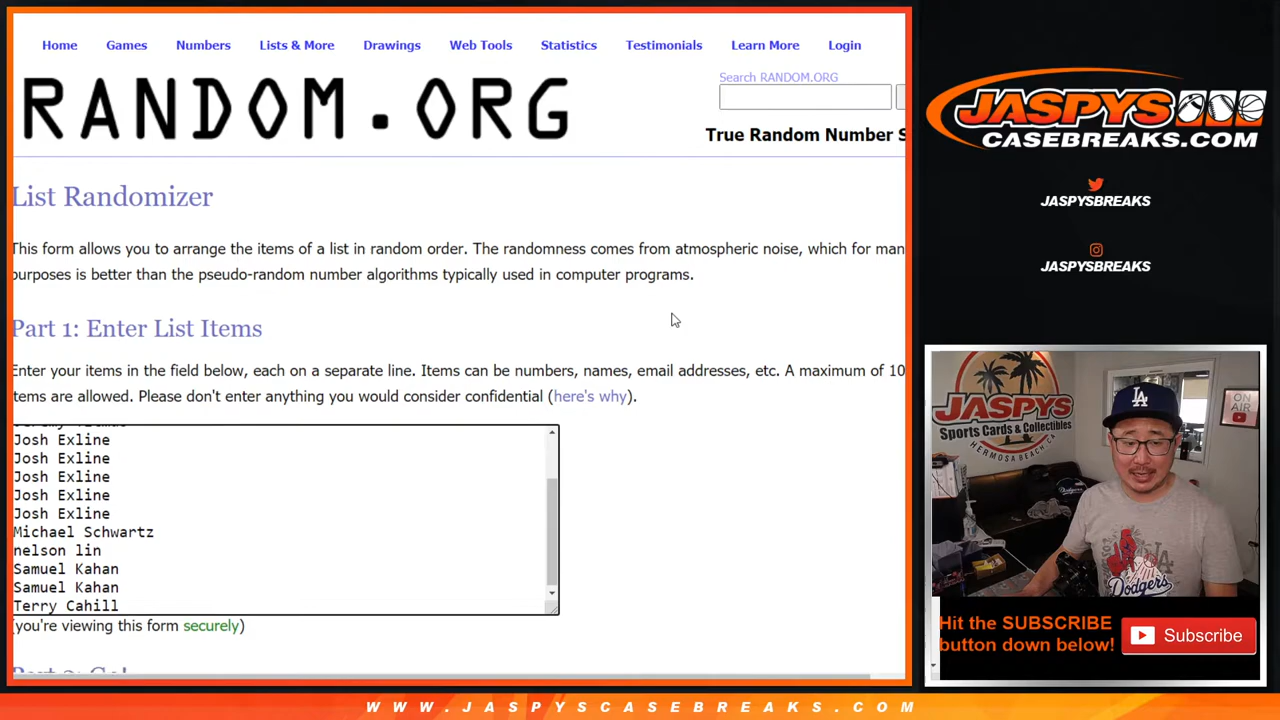 Home Games Numbers Lists & More Drawings Web Tools Statistics Testimonials Learn More Login
RANDOM.ORG
Search RANDOM.ORG
True Random Number S
List Randomizer
This form allows you to arrange the items of a list in random order. The randomness comes from atmospheric noise, which for man
purposes is better than the pseudo-random number algorithms typically used in computer programs.
Part 1: Enter List Items
Enter your items in the field below, each on a separate line. Items can be numbers, names, email addresses, etc. A maximum of 10
items are allowed. Please don't enter anything you would consider confidential (here's why).
Josh Exline
Josh Exline
Josh Exline
Josh Exline
Josh Exline
Michael Schwartz
nelson lin
Samuel Kahan
Samuel Kahan
Terry Cahill
(you're viewing this form securely)
JASPYS
CASEBREAKS.COM
JASPYSBREAKS
JASPYSBREAKS
JASPYS
Sports Cards & Collectibles
HERMOSA BEACH, CA
ON AIR
LA
Dodgers
Dodgers
Hit the SUBSCRIBE
button down below!
Subscribe
WWW.JASPYSCASEBREAKS.COM